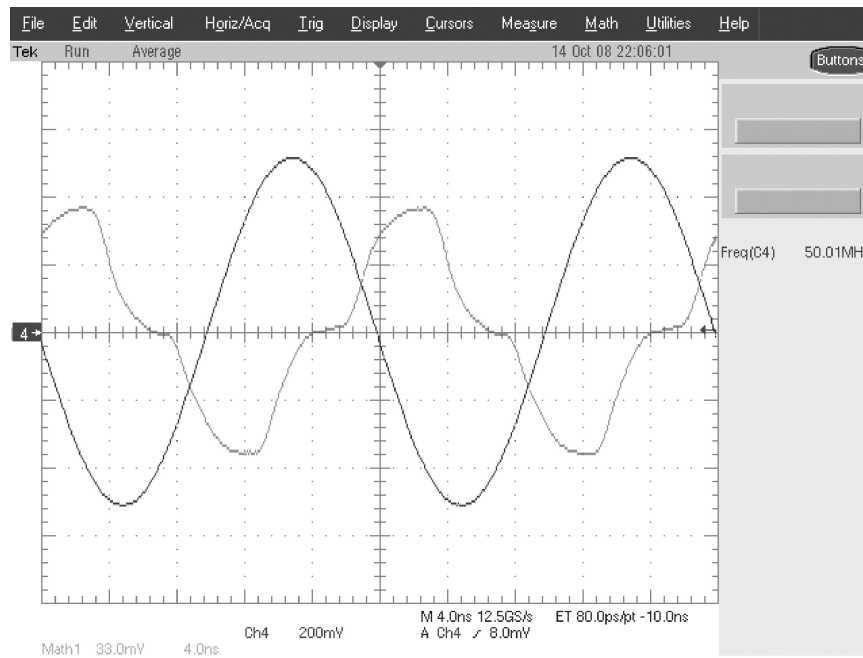 File Edit Vertical Horiz/Acq Trig Display Cursors Measure Math Utilities Help
Tek Run Average 14 Oct 08 22:06:01
Buttons
Freq(C4) 50.01MH
4
M 4.0ns 12.5GS/s ET 80.0ps/pt -10.0ns
Ch4 200mV A Ch4 / 8.0mV
Math1 33.0mV 4.0ns